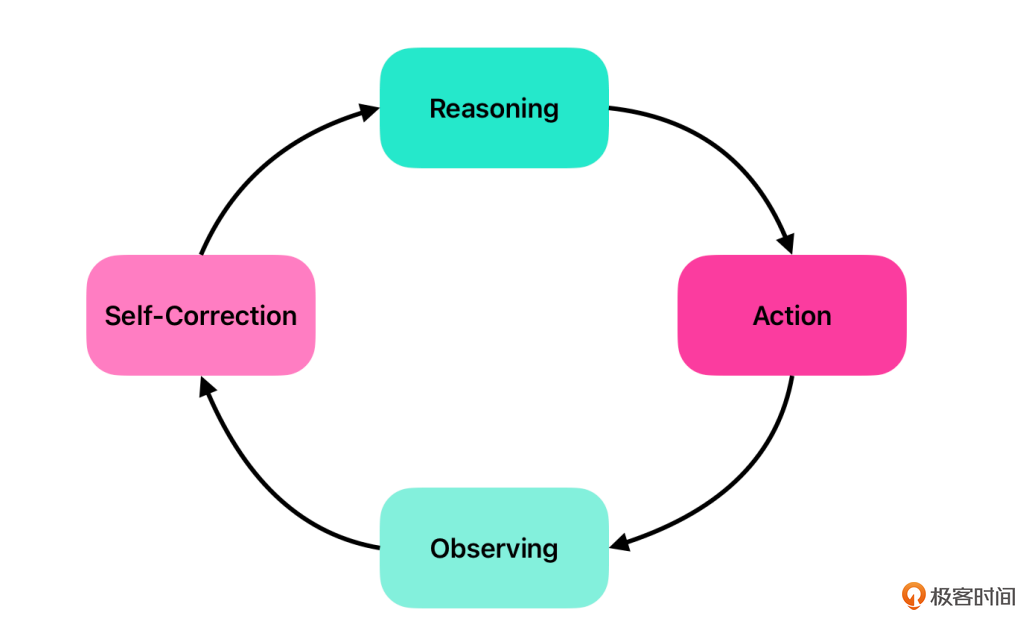 Reasoning
Self-Correction
Action
Observing
极客时间